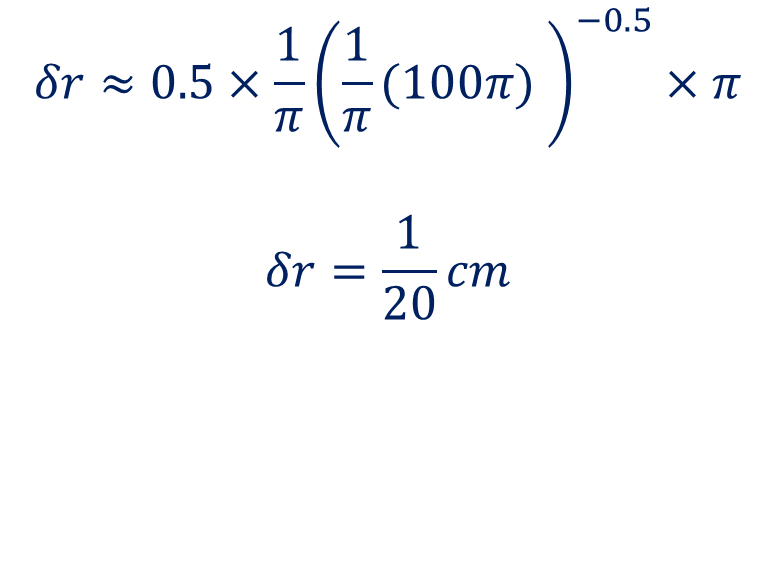 δr ≈ 0.5 × 1/π (1/π (100π))^−0.5 × π
δr = 1/20 cm